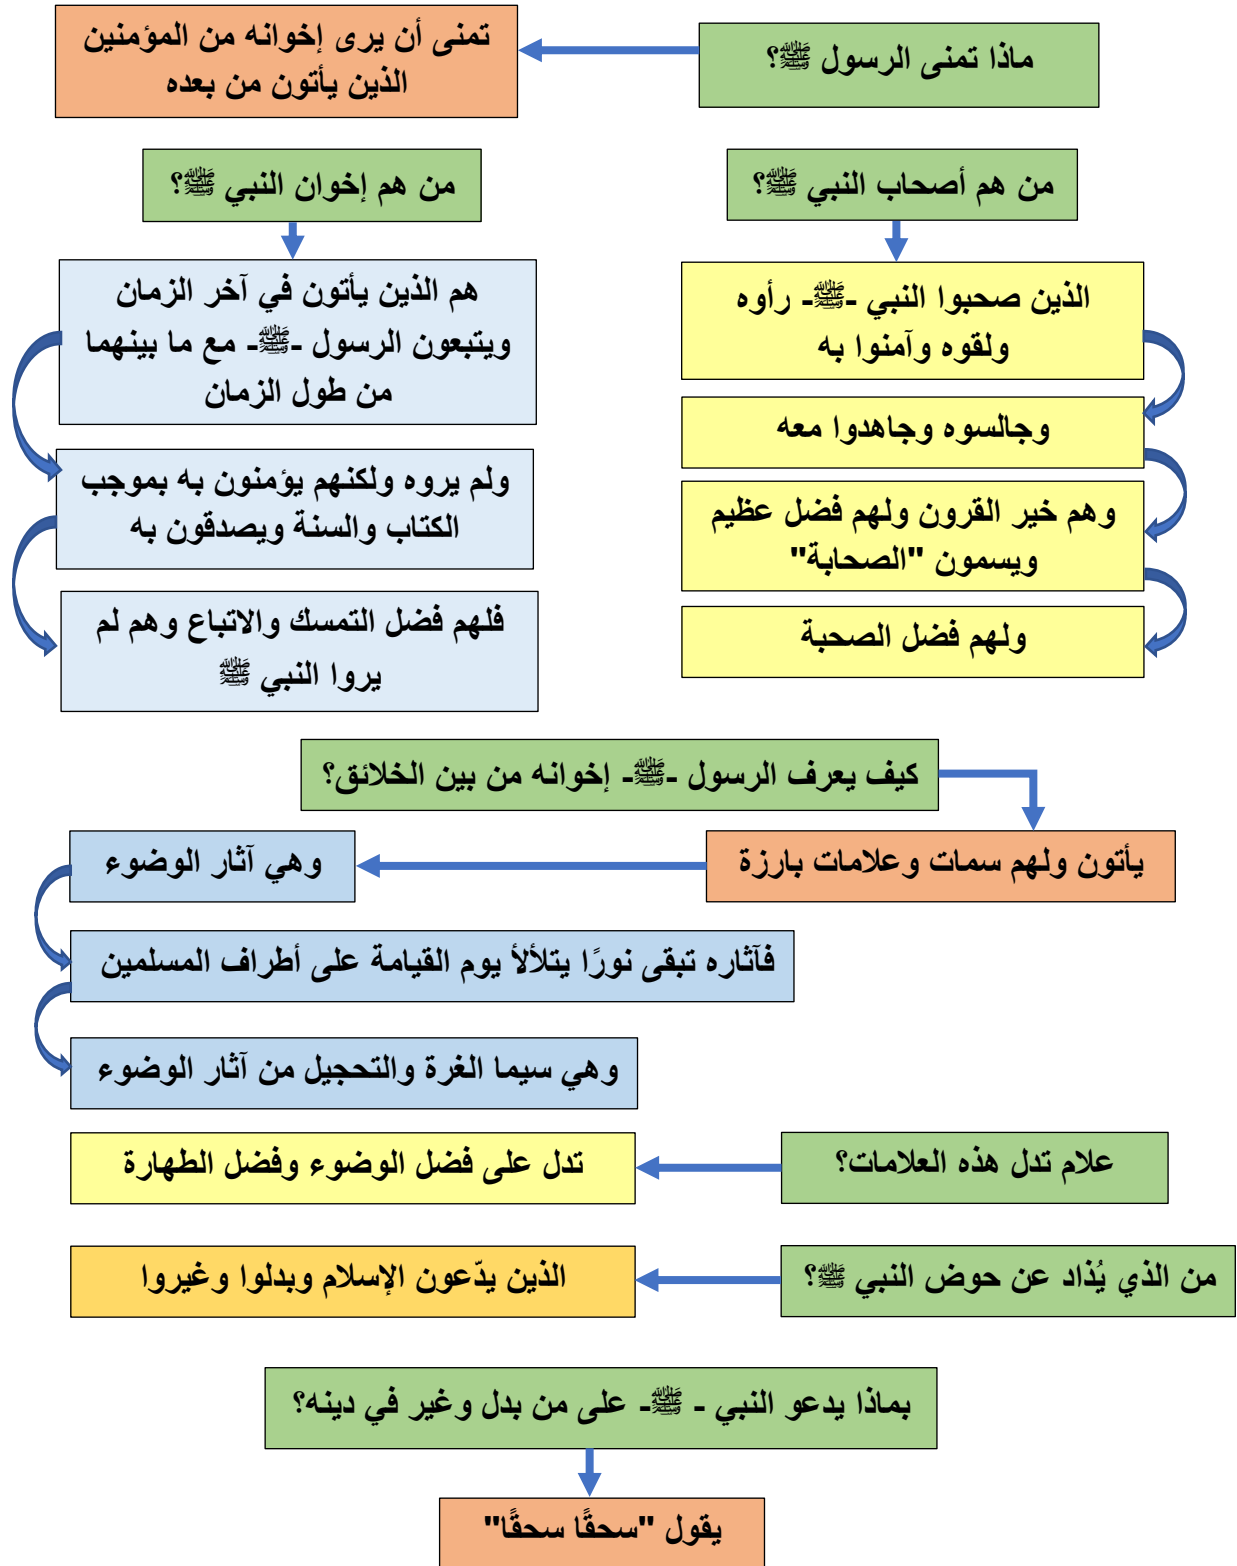 ماذا تمنى الرسول ﷺ؟
تمنى أن يرى إخوانه من المؤمنين
الذين يأتون من بعده
من هم أصحاب النبي ﷺ؟
الذين صحبوا النبي -ﷺ- رأوه
ولقوه وآمنوا به
وجالسوه وجاهدوا معه
وهم خير القرون ولهم فضل عظيم
ويسمون "الصحابة"
ولهم فضل الصحبة
من هم إخوان النبي ﷺ؟
هم الذين يأتون في آخر الزمان
ويتبعون الرسول -ﷺ- مع ما بينهما
من طول الزمان
ولم يروه ولكنهم يؤمنون به بموجب
الكتاب والسنة ويصدقون به
فلهم فضل التمسك والاتباع وهم لم
يروا النبي ﷺ
كيف يعرف الرسول -ﷺ- إخوانه من بين الخلائق؟
يأتون ولهم سمات وعلامات بارزة
وهي آثار الوضوء
فآثاره تبقى نورًا يتلألأ يوم القيامة على أطراف المسلمين
وهي سيما الغرة والتحجيل من آثار الوضوء
علام تدل هذه العلامات؟
تدل على فضل الوضوء وفضل الطهارة
من الذي يُذاد عن حوض النبي ﷺ؟
الذين يدّعون الإسلام وبدلوا وغيروا
بماذا يدعو النبي - ﷺ- على من بدل وغير في دينه؟
يقول "سحقًا سحقًا"